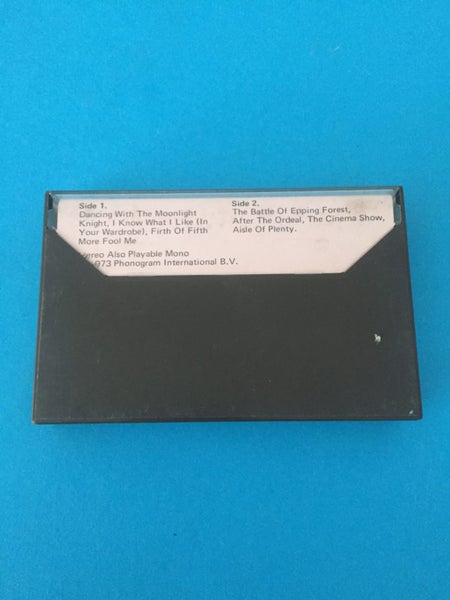 Side 1.
Dancing With The Moonlight
Knight, I Know What I Like (In
Your Wardrobe), Firth Of Fifth
More Fool Me
Side 2.
The Battle Of Epping Forest,
After The Ordeal, The Cinema Show,
Aisle Of Plenty.
Stereo Also Playable Mono
1973 Phonogram International B.V.